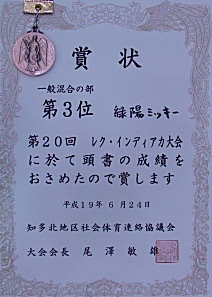 賞状
一般混合の部
第3位 緑陽ミッキー
第20回 レク・インディアカ大会
に於て頭書の成績を
おさめたので賞します
平成19年6月24日
知多北地区社会体育連絡協議会
大会会長 尾澤敏雄